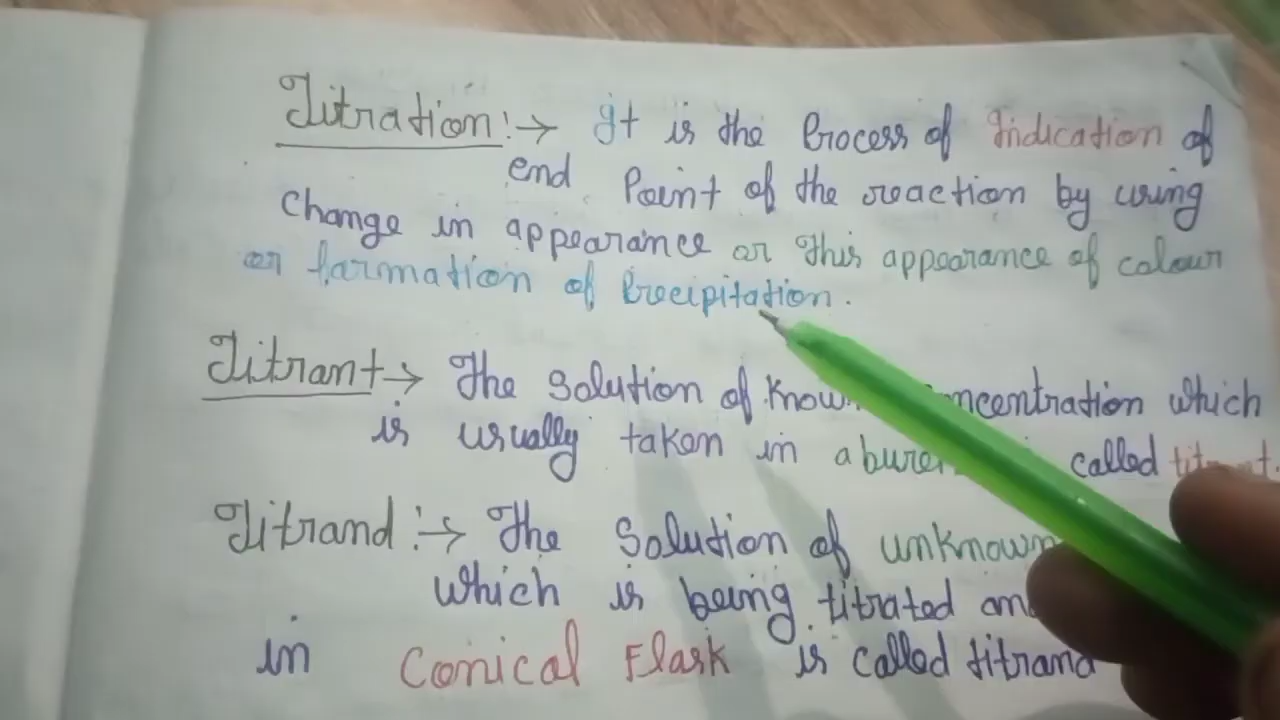 Titration :→ It is the Process of indication of
end Point of the reaction by using
change in appearance or this appearance of colour
or formation of Precipitation.
Titrant → The Solution of which
is usually taken in a called
Titrand :→ The Solution of unknown
which is being titrated
in Conical Flask is called titrand